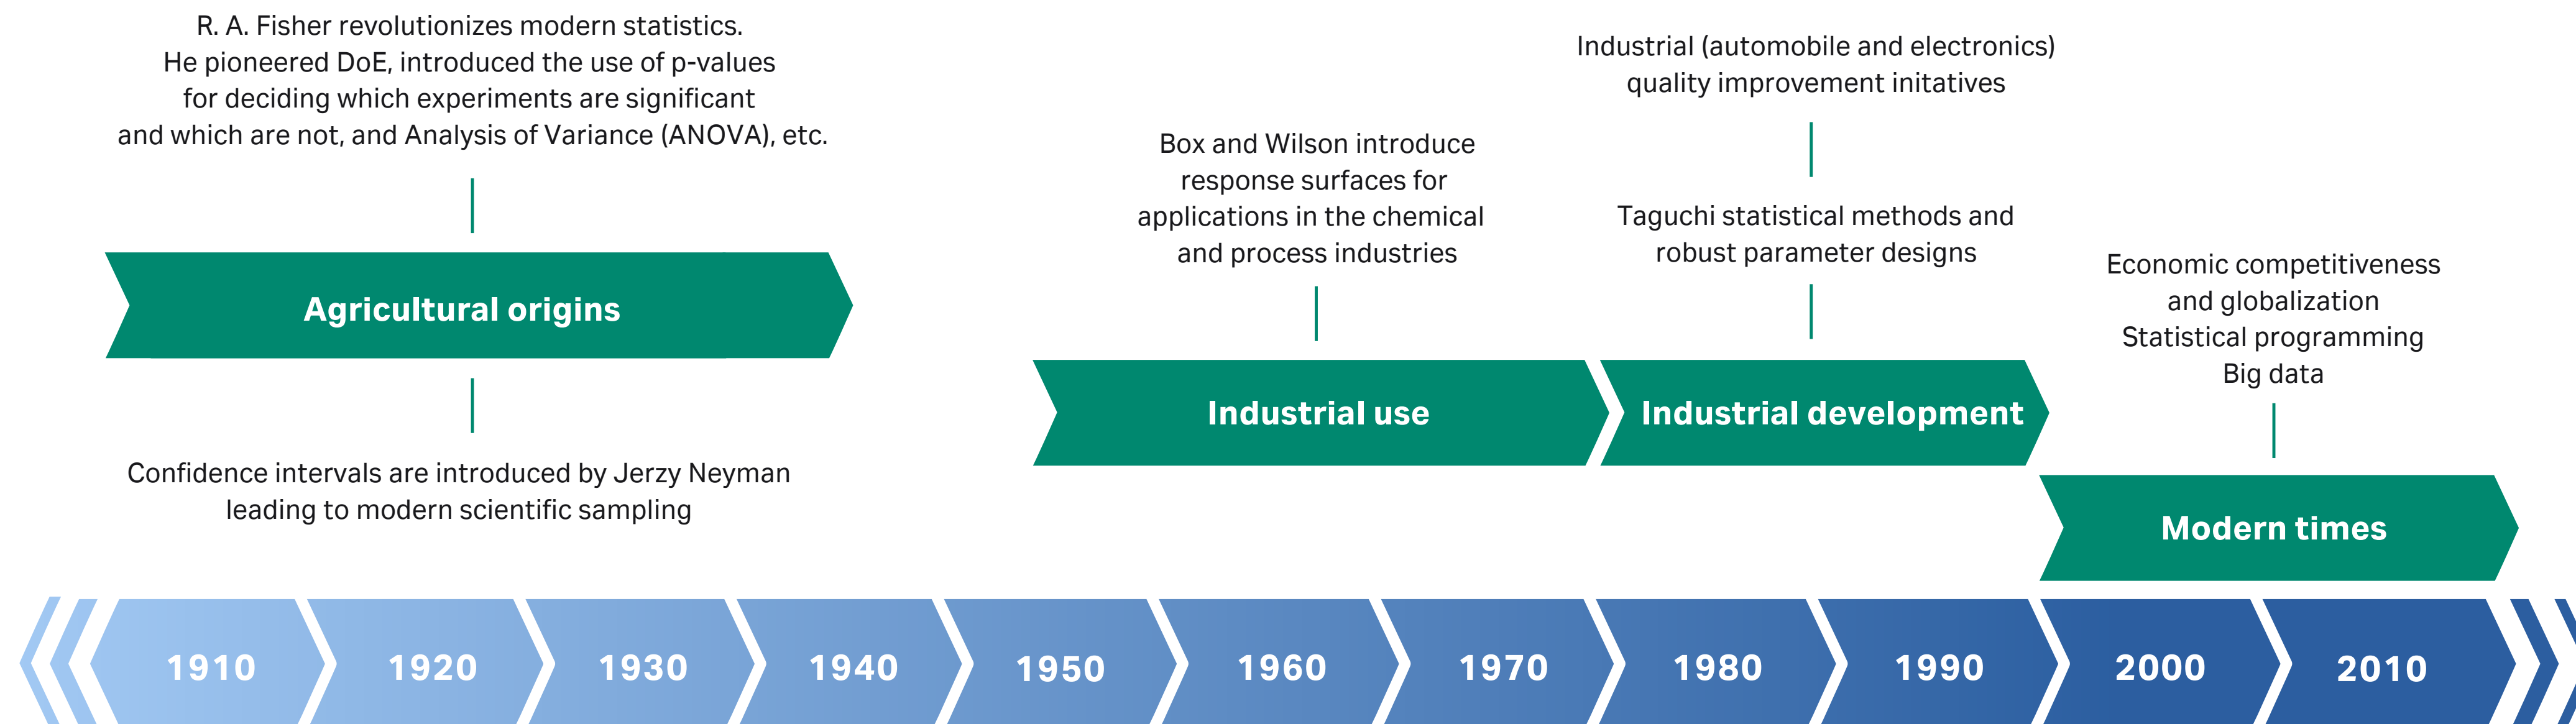 R. A. Fisher revolutionizes modern statistics.
He pioneered DoE, introduced the use of p-values
for deciding which experiments are significant
and which are not, and Analysis of Variance (ANOVA), etc.
Agricultural origins
Confidence intervals are introduced by Jerzy Neyman
leading to modern scientific sampling
Box and Wilson introduce
response surfaces for
applications in the chemical
and process industries
Industrial use
Industrial (automobile and electronics)
quality improvement initatives
Taguchi statistical methods and
robust parameter designs
Industrial development
Economic competitiveness
and globalization
Statistical programming
Big data
Modern times
1910
1920
1930
1940
1950
1960
1970
1980
1990
2000
2010